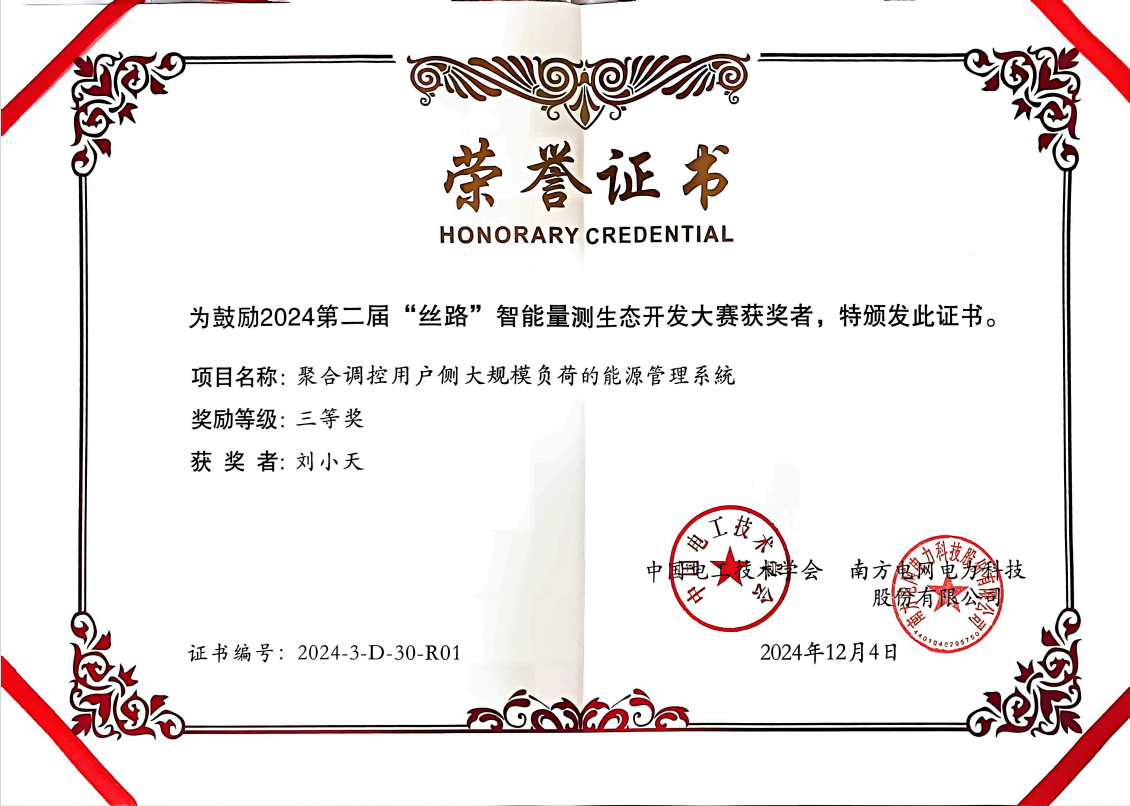 荣誉证书
HONORARY CREDENTIAL
为鼓励2024第二届“丝路”智能量测生态开发大赛获奖者，特颁发此证书。
项目名称：聚合调控用户侧大规模负荷的能源管理系統
奖励等级：三等奖
获 奖 者：刘小天
中国电工技术学会
南方电网电力科技
股份有限公司
中国电工技术学会
南方电网电力科技股份有限公司
证书编号：2024-3-D-30-R01
2024年12月4日